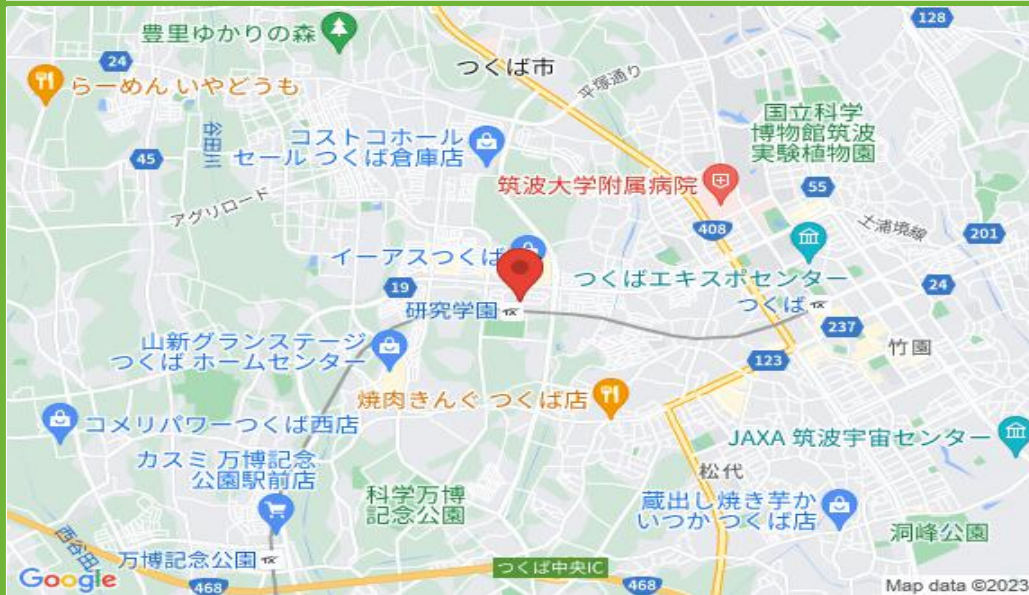 128
豊里ゆかりの森
24
つくば市
らーめん いやどうも
平塚通り
国立科学
博物館筑波
実験植物園
谷田川
コストコホール
セール つくば倉庫店
45
筑波大学附属病院
55
アグリロード
408
土浦境線
201
イーアスつくば
つくばエキスポセンター
19
24
研究学園
つくば
237
山新グランステージ
つくば ホームセンター
竹園
123
焼肉きんぐ つくば店
コメリパワーつくば西店
JAXA 筑波宇宙センター
カスミ 万博記念
公園駅前店
松代
科学万博
記念公園
蔵出し焼き芋か
いつか つくば店
洞峰公園
西谷田
万博記念公園
つくば中央IC
Google
468
468
Map data ©2023